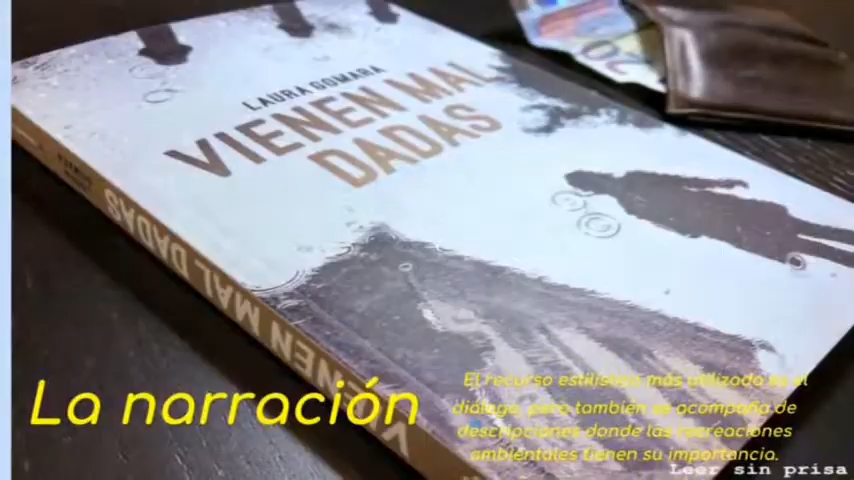 LAURA GOMARA
VIENEN MAL
DADAS
VIENEN MAL DADAS
La narración
El recurso estilístico más utilizado es el
diálogo, pero también se acompaña de
descripciones donde las recreaciones
ambientales tienen su importancia.
Leer sin prisa
20